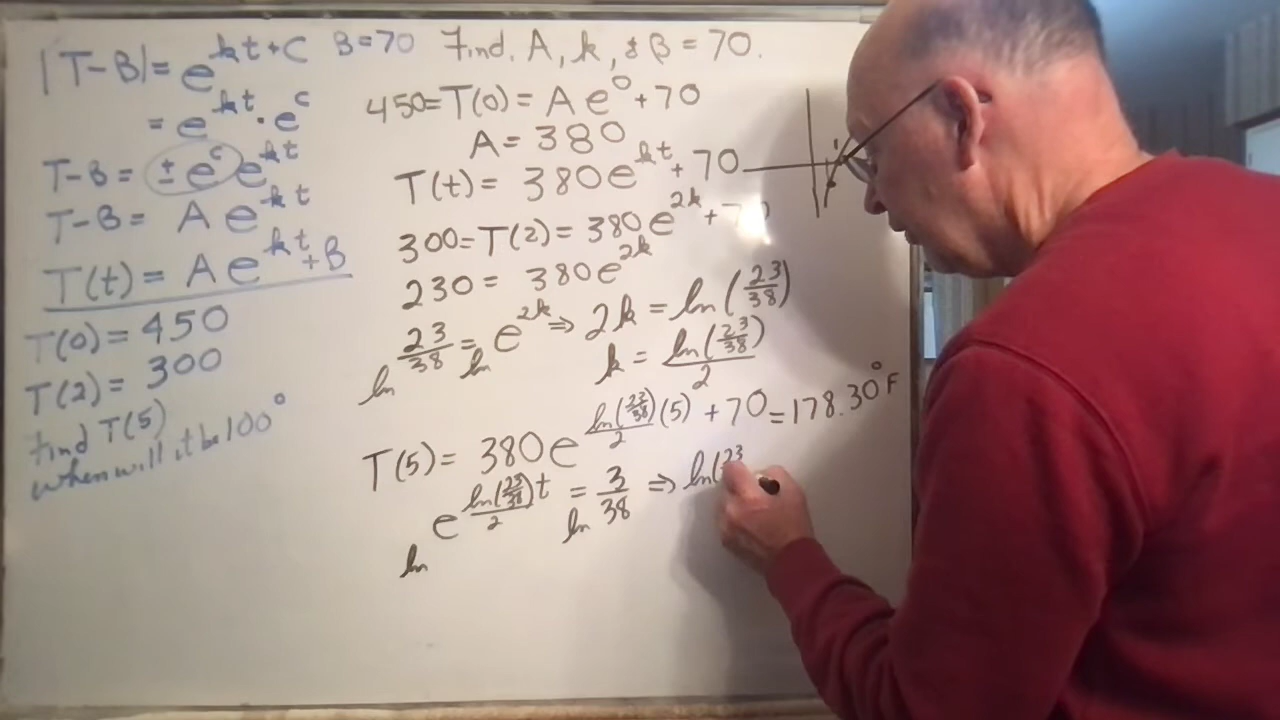 |T-B| = e^{kt+C} B=70 Find A, k, & B = 70.
= e^{kt} · e^c
T-B = ±e^c e^{kt}
T-B = A e^{kt}
T(t) = A e^{kt} + B
T(0) = 450
T(2) = 300
find T(5)
when will it be 100°
450 = T(0) = A e^0 + 70
A = 380
T(t) = 380 e^{kt} + 70
300 = T(2) = 380 e^{2k} + 70
230 = 380 e^{2k}
ln 23/38 = ln e^{2k} ⇒ 2k = ln(23/38)
k = ln(23/38)/2
T(5) = 380 e^{ln(23/38)/2 (5)} + 70 = 178.30°F
ln e^{ln(23/38)/2 t} = ln 3/38 ⇒ ln(23